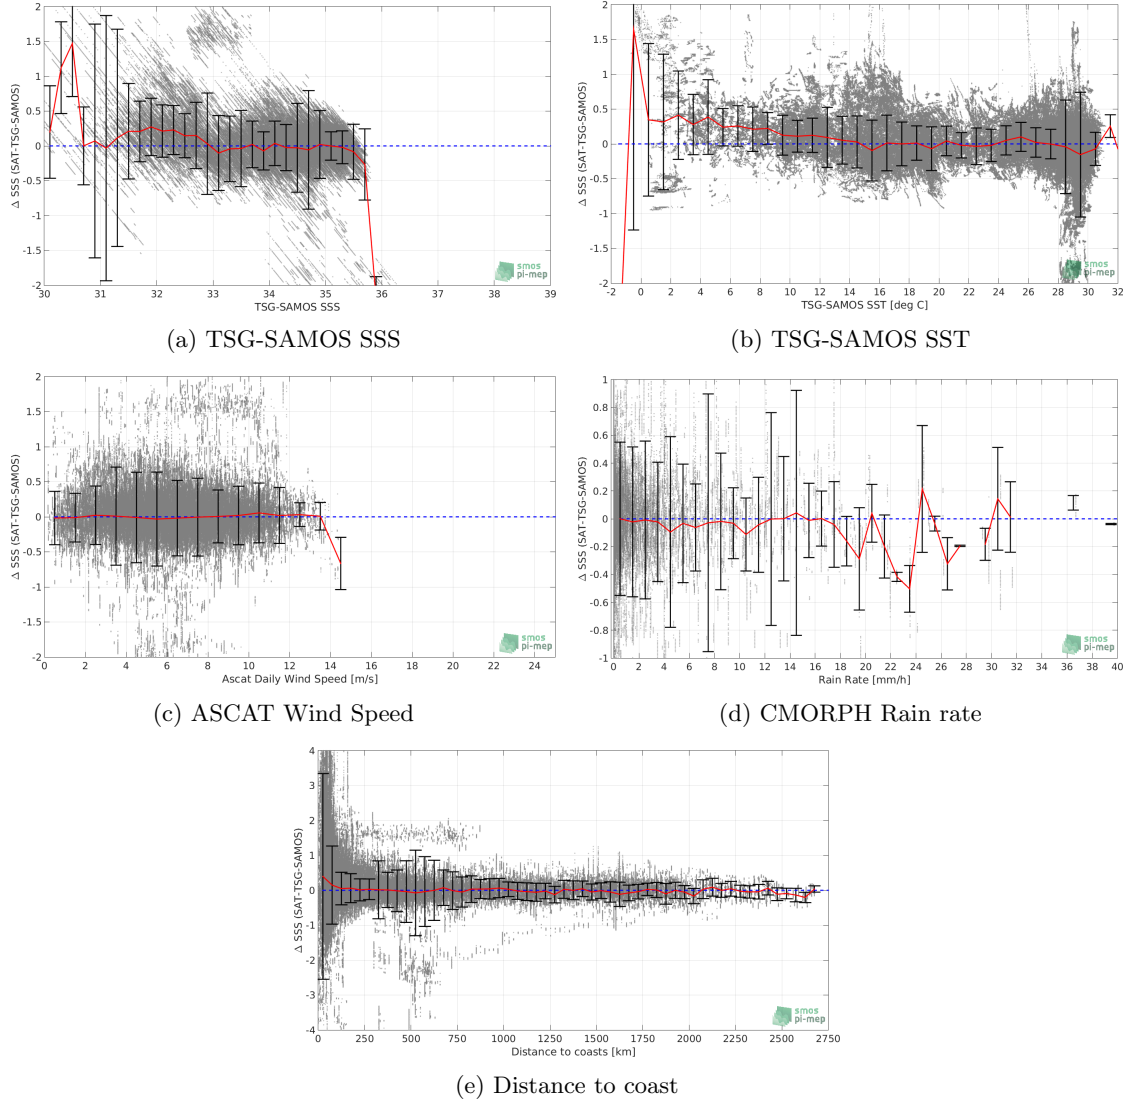 2
1.5
1
0.5
0
-0.5
-1
-1.5
-2
Δ SSS (SAT-TSG-SAMOS)
30 31 32 33 34 35 36 37 38 39
TSG-SAMOS SSS
smos
pi-mep
(a) TSG-SAMOS SSS
2
1.5
1
0.5
0
-0.5
-1
-1.5
-2
Δ SSS (SAT-TSG-SAMOS)
-2 0 2 4 6 8 10 12 14 16 18 20 22 24 26 28 30 32
TSG-SAMOS SST [deg C]
smos
pi-mep
(b) TSG-SAMOS SST
2
1.5
1
0.5
0
-0.5
-1
-1.5
-2
Δ SSS (SAT-TSG-SAMOS)
0 2 4 6 8 10 12 14 16 18 20 22 24
Ascat Daily Wind Speed [m/s]
smos
pi-mep
(c) ASCAT Wind Speed
1
0.8
0.6
0.4
0.2
0
-0.2
-0.4
-0.6
-0.8
-1
Δ SSS (SAT-TSG-SAMOS)
0 2 4 6 8 10 12 14 16 18 20 22 24 26 28 30 32 34 36 38 40
Rain Rate [mm/h]
smos
pi-mep
(d) CMORPH Rain rate
4
3
2
1
0
-1
-2
-3
-4
Δ SSS (SAT-TSG-SAMOS)
0 250 500 750 1000 1250 1500 1750 2000 2250 2500 2750
Distance to coasts [km]
smos
pi-mep
(e) Distance to coast